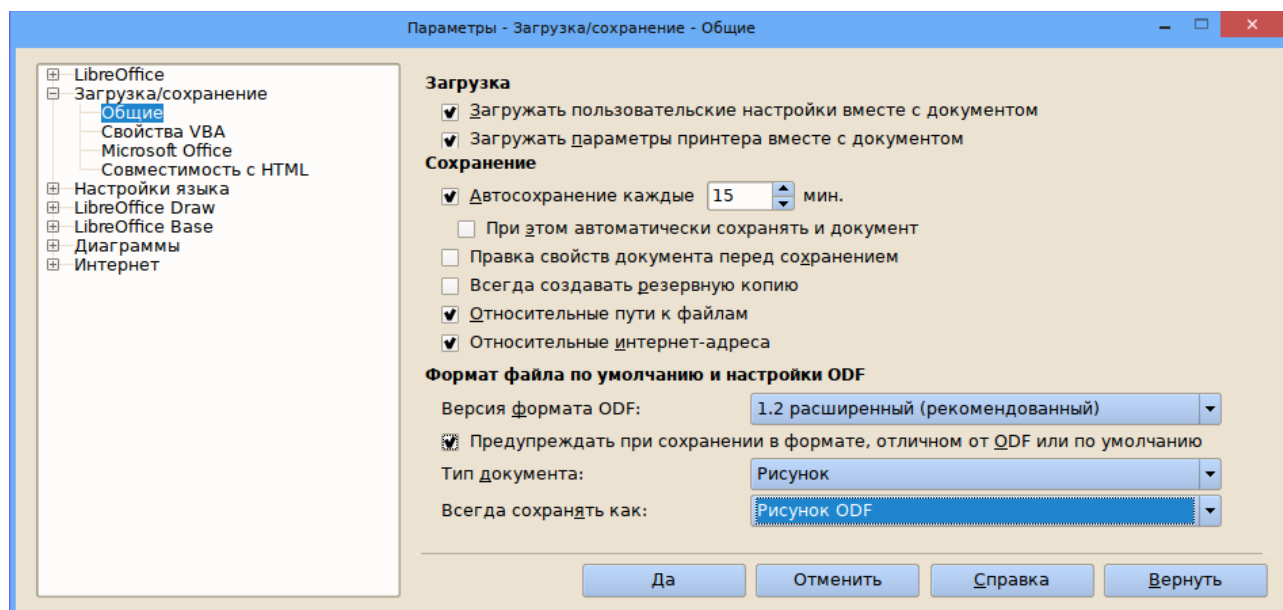 Параметры - Загрузка/сохранение - Общие
LibreOffice
Загрузка/сохранение
Общие
Свойства VBA
Microsoft Office
Совместимость с HTML
Настройки языка
LibreOffice Draw
LibreOffice Base
Диаграммы
Интернет
Загрузка
Загружать пользовательские настройки вместе с документом
Загружать параметры принтера вместе с документом
Сохранение
Автосохранение каждые 15 мин.
При этом автоматически сохранять и документ
Правка свойств документа перед сохранением
Всегда создавать резервную копию
Относительные пути к файлам
Относительные интернет-адреса
Формат файла по умолчанию и настройки ODF
Версия формата ODF: 1.2 расширенный (рекомендованный)
Предупреждать при сохранении в формате, отличном от ODF или по умолчанию
Тип документа: Рисунок
Всегда сохранять как: Рисунок ODF
Да Отменить Справка Вернуть